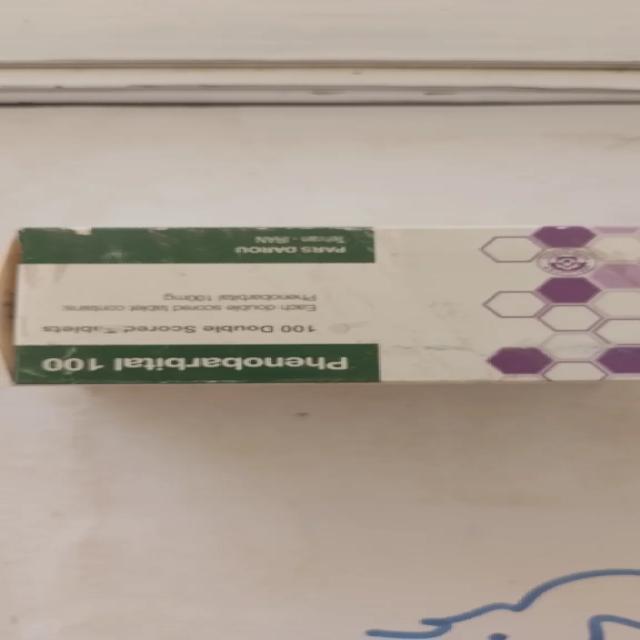 Phenobarbital 100
100 Double Scored Tablets
Each double scored tablet contains:
Phenobarbital 100mg
PARS DAROU
Tehran - IRAN